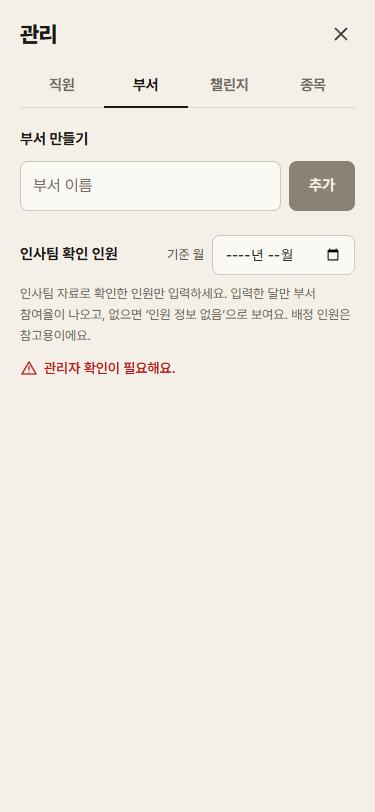 관리
직원 부서 챌린지 종목
부서 만들기
부서 이름 추가
인사팀 확인 인원 기준 월 ----년 --월
인사팀 자료로 확인한 인원만 입력하세요. 입력한 달만 부서
참여율이 나오고, 없으면 ‘인원 정보 없음’으로 보여요. 배정 인원은
참고용이에요.
관리자 확인이 필요해요.